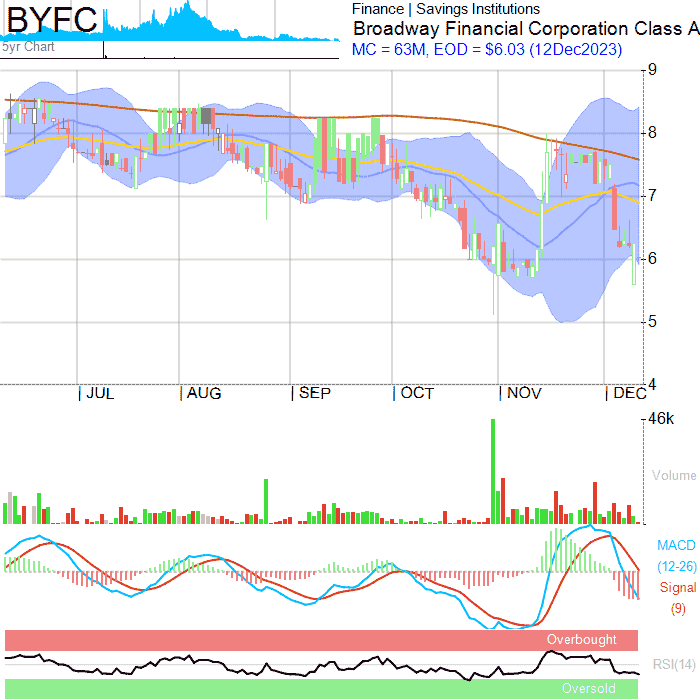 BYFC
5yr Chart
Finance | Savings Institutions
Broadway Financial Corporation Class A
MC = 63M, EOD = $6.03 (12Dec2023)
9
8
7
6
5
4
| JUL | AUG | SEP | OCT | NOV | DEC
46k
Volume
MACD
(12-26)
Signal
(9)
Overbought
RSI(14)
Oversold